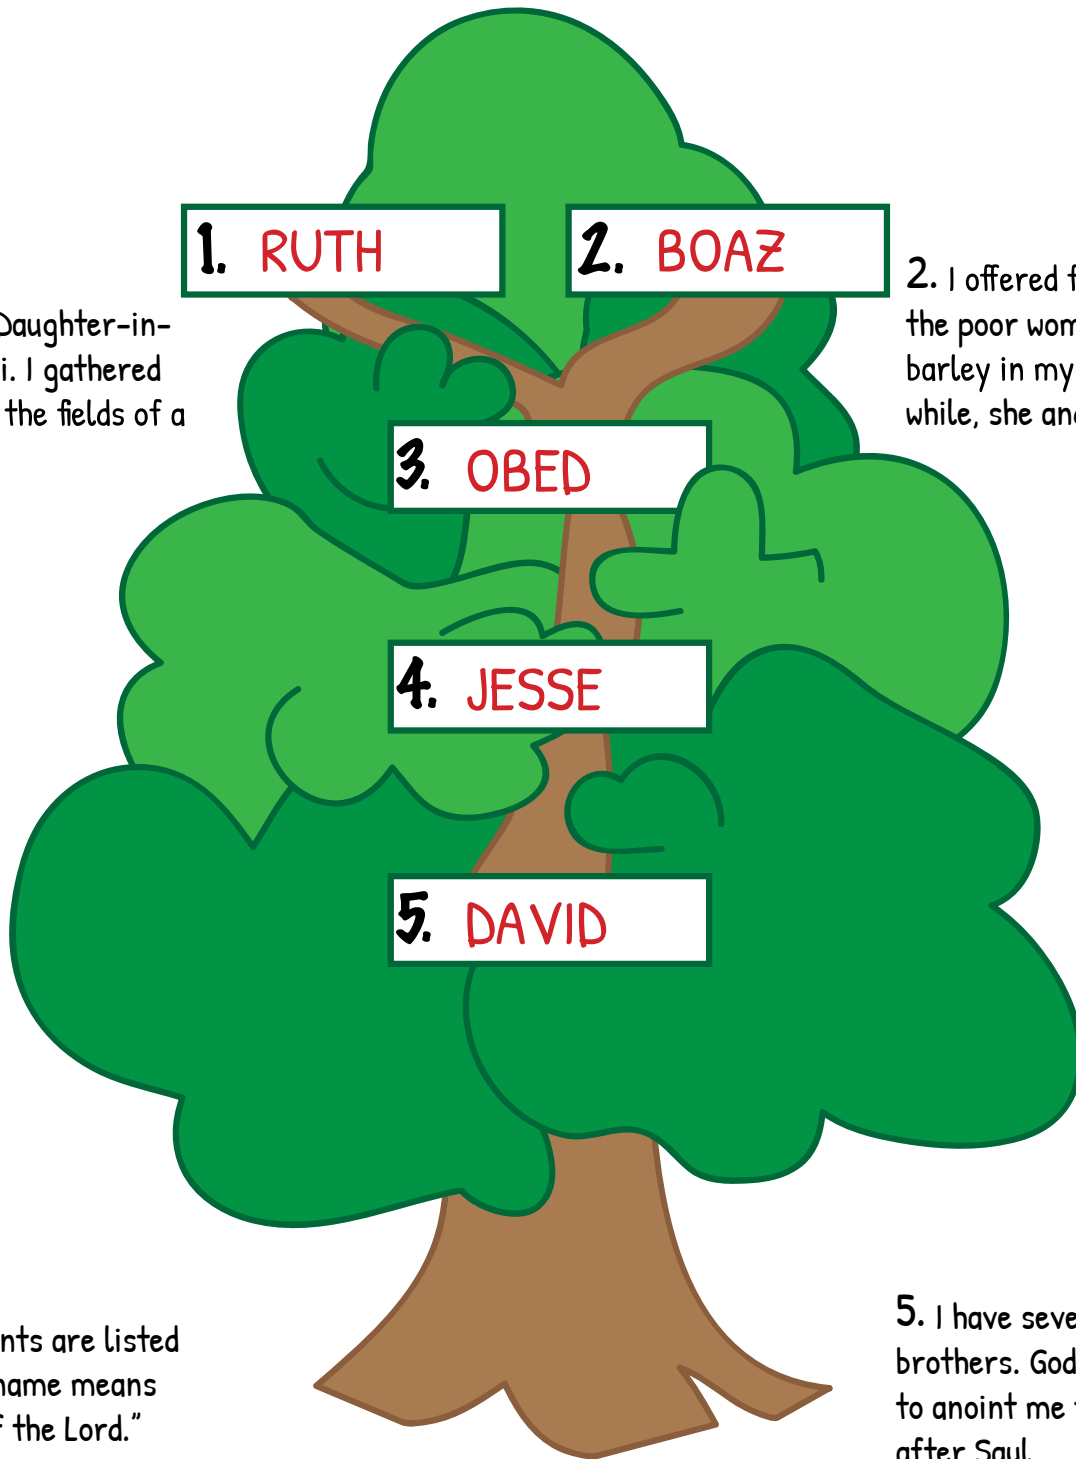 1. RUTH
2. BOAZ
Daughter-in-
i. I gathered
the fields of a
2. I offered f
the poor wom
barley in my
while, she and
3. OBED
4. JESSE
5. DAVID
nts are listed
name means
f the Lord.”
5. I have seve
brothers. God
to anoint me
after Saul.